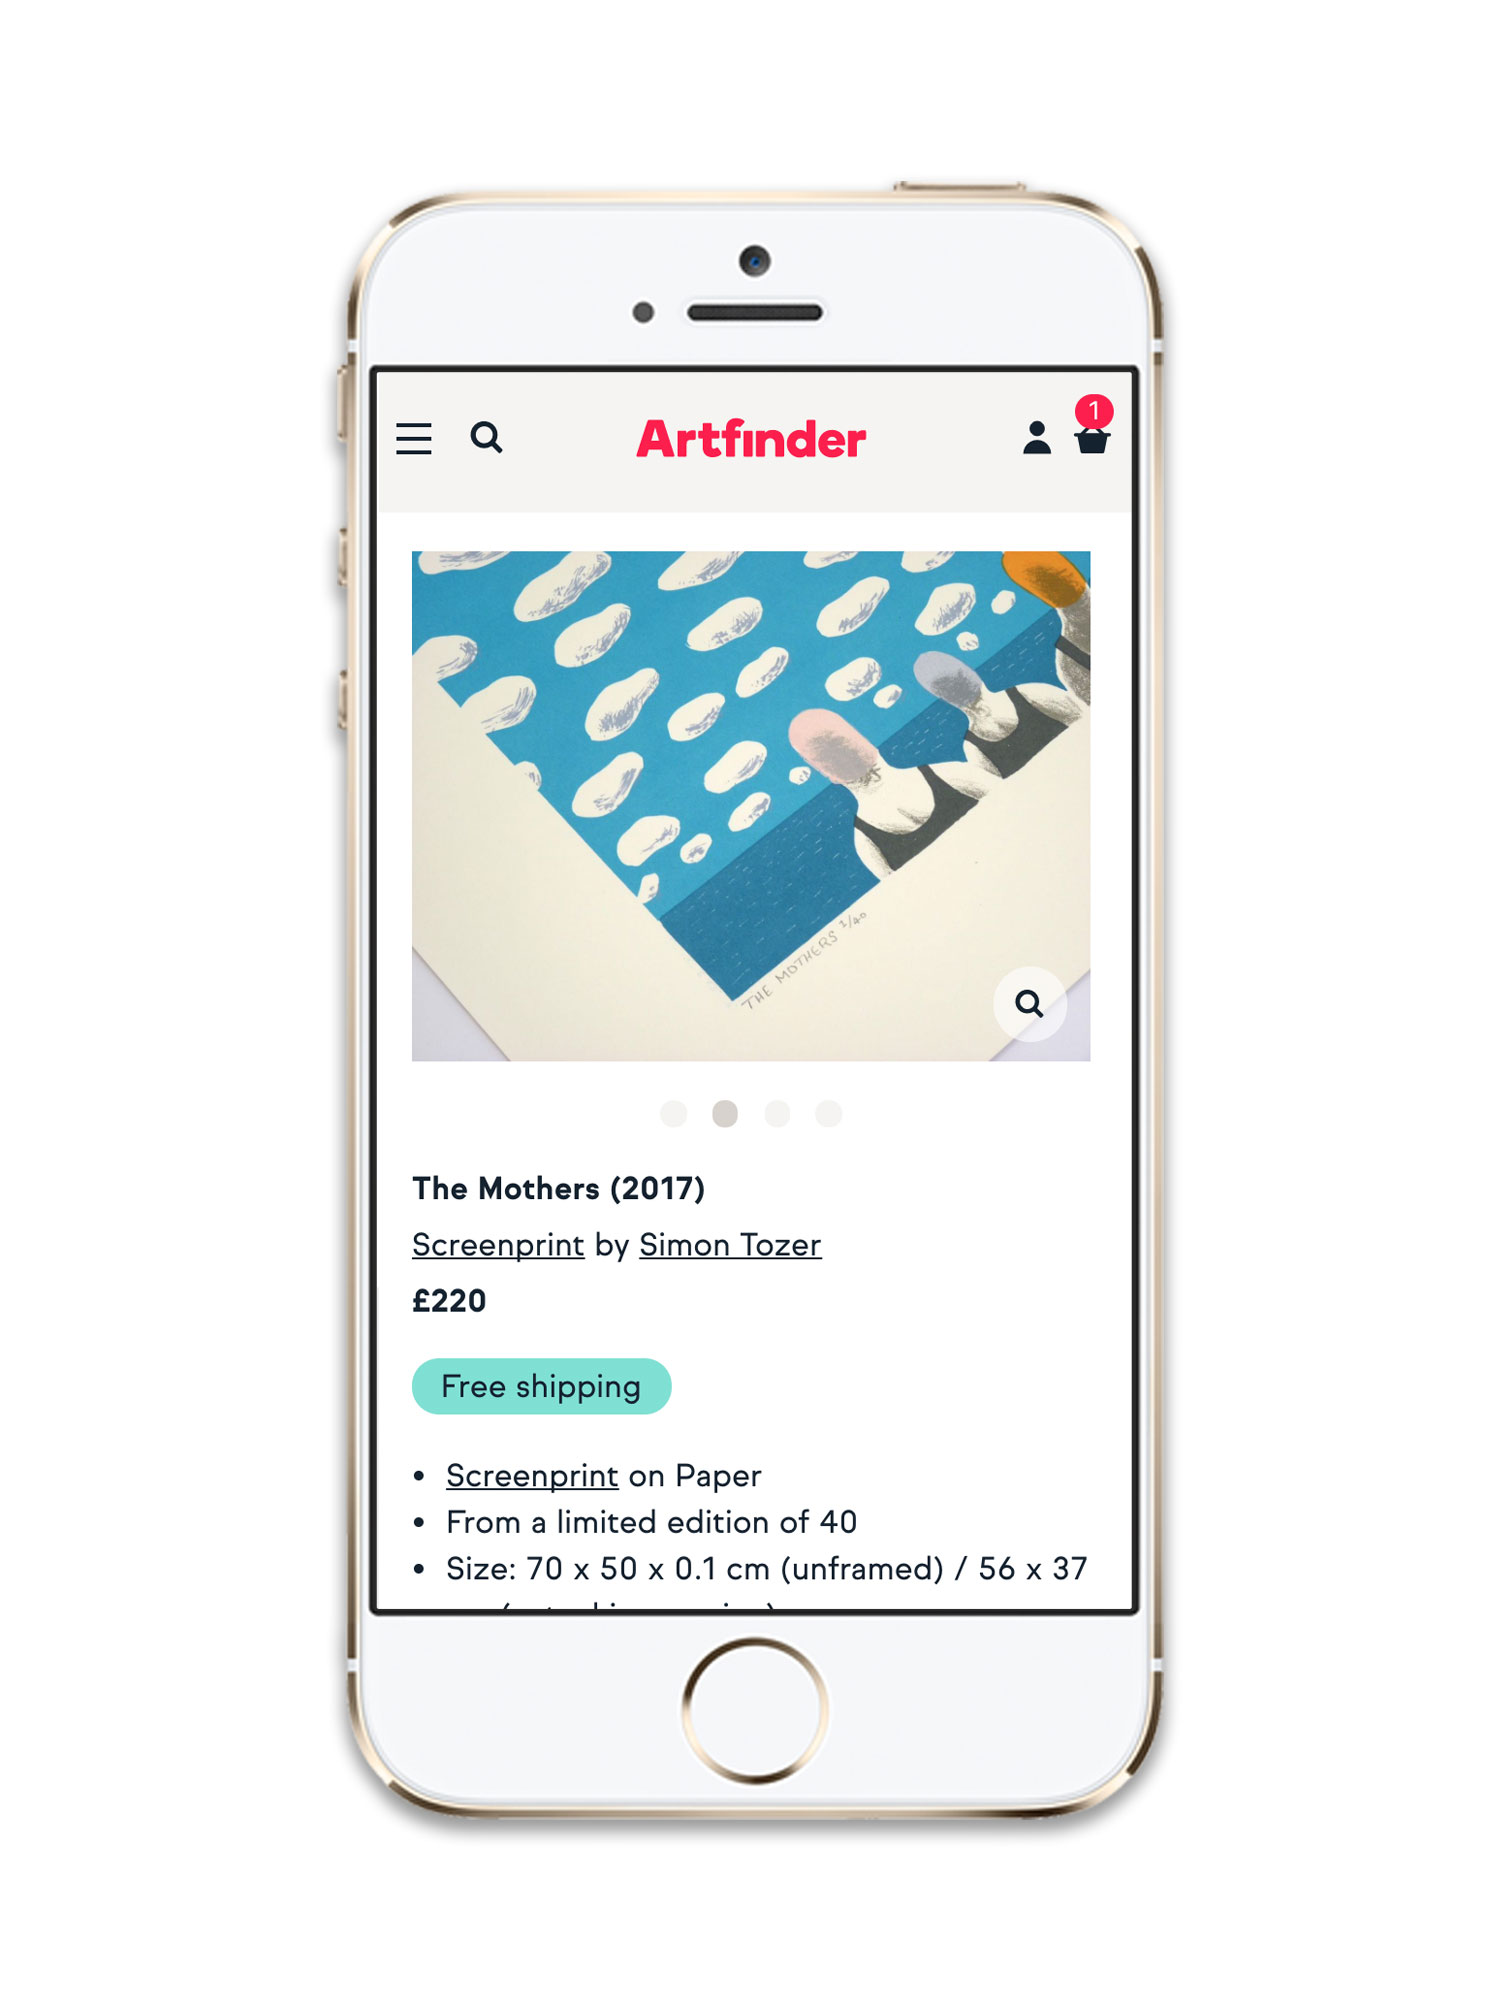 1
Artfinder
THE MOTHERS 1/40
The Mothers (2017)
Screenprint by Simon Tozer
£220
Free shipping
• Screenprint on Paper
• From a limited edition of 40
• Size: 70 x 50 x 0.1 cm (unframed) / 56 x 37